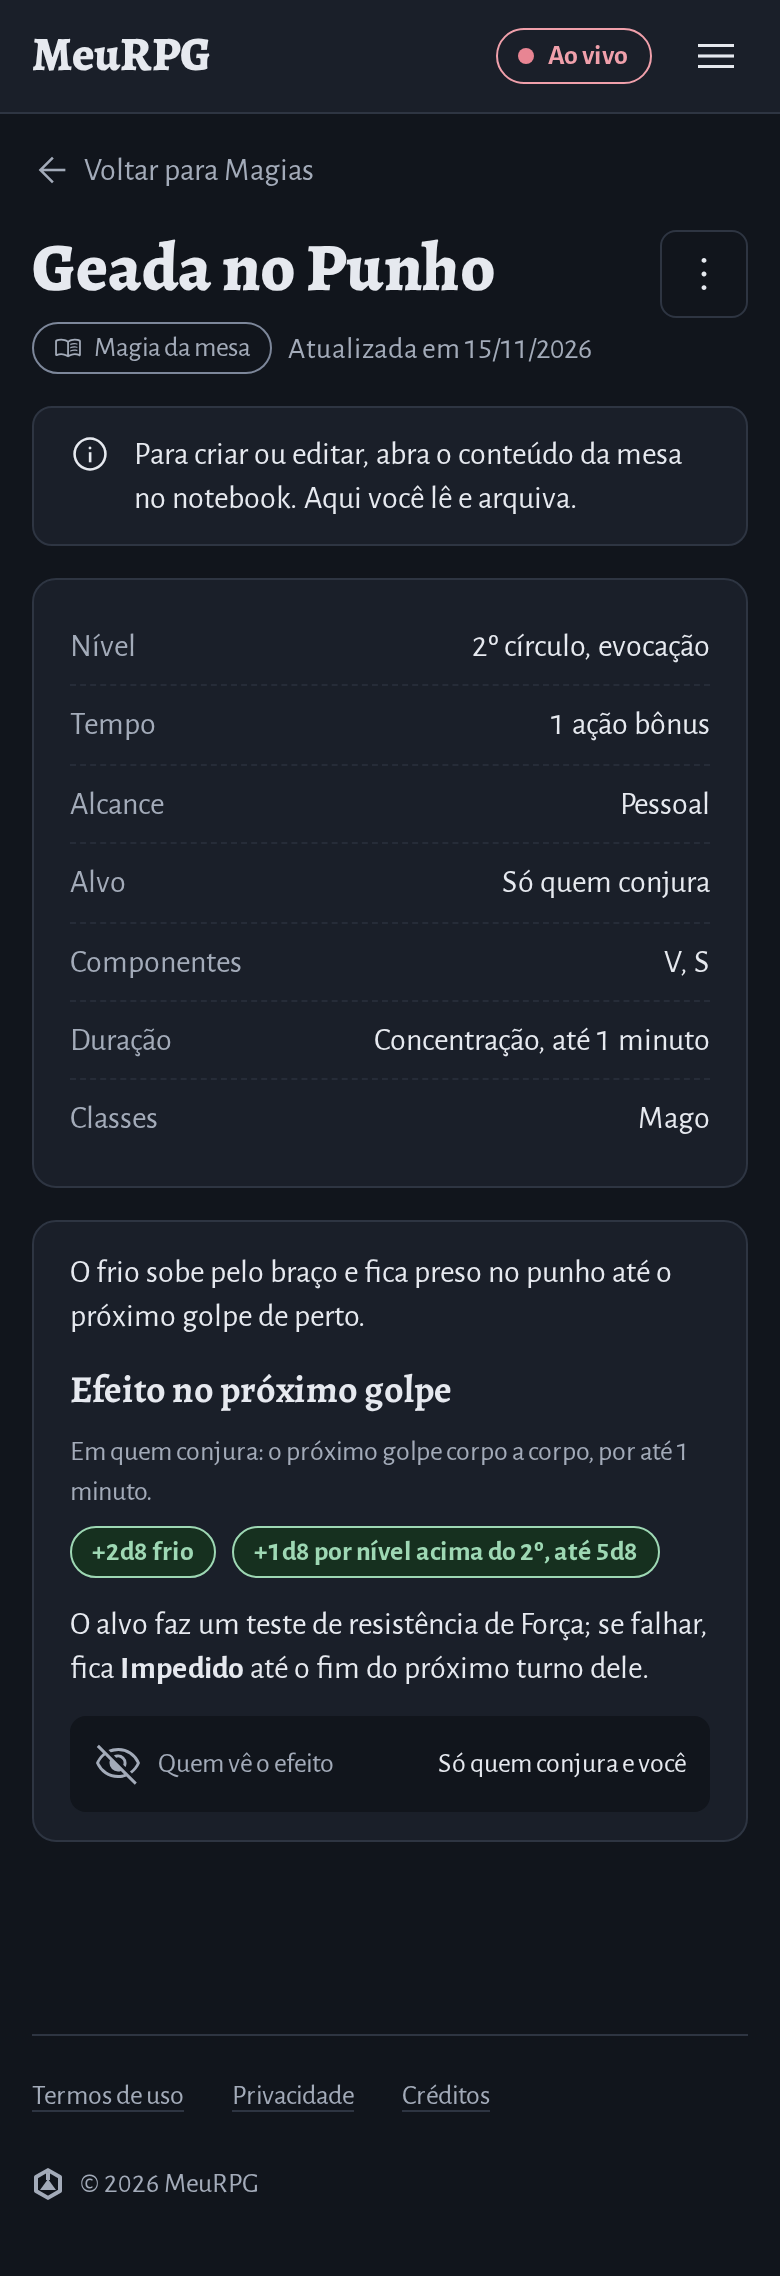 MeuRPG
Ao vivo
Voltar para Magias
Geada no Punho
Magia da mesa
Atualizada em 15/11/2026
Para criar ou editar, abra o conteúdo da mesa
no notebook. Aqui você lê e arquiva.
Nível
2º círculo, evocação
Tempo
1 ação bônus
Alcance
Pessoal
Alvo
Só quem conjura
Componentes
V, S
Duração
Concentração, até 1 minuto
Classes
Mago
O frio sobe pelo braço e fica preso no punho até o
próximo golpe de perto.
Efeito no próximo golpe
Em quem conjura: o próximo golpe corpo a corpo, por até 1
minuto.
+2d8 frio
+1d8 por nível acima do 2º, até 5d8
O alvo faz um teste de resistência de Força; se falhar,
fica Impedido até o fim do próximo turno dele.
Quem vê o efeito
Só quem conjura e você
Termos de uso
Privacidade
Créditos
© 2026 MeuRPG